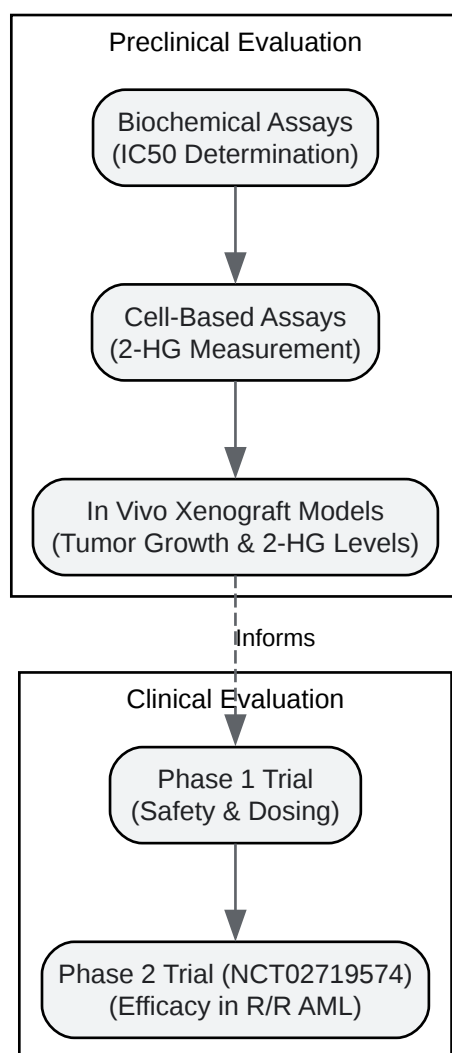 Preclinical Evaluation
Biochemical Assays
(IC50 Determination)
Cell-Based Assays
(2-HG Measurement)
In Vivo Xenograft Models
(Tumor Growth & 2-HG Levels)
Informs
Clinical Evaluation
Phase 1 Trial
(Safety & Dosing)
Phase 2 Trial (NCT02719574)
(Efficacy in R/R AML)